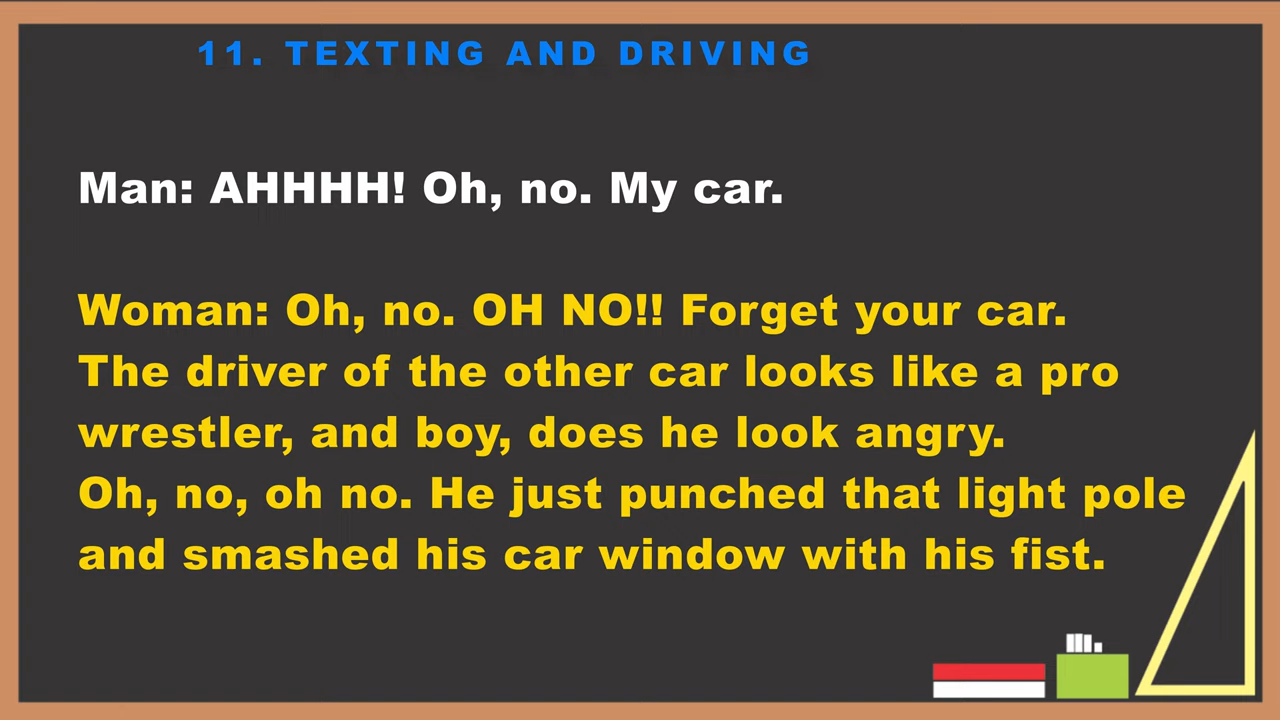 11. TEXTING AND DRIVING
Man: AHHHH! Oh, no. My car.
Woman: Oh, no. OH NO!! Forget your car.
The driver of the other car looks like a pro
wrestler, and boy, does he look angry.
Oh, no, oh no. He just punched that light pole
and smashed his car window with his fist.